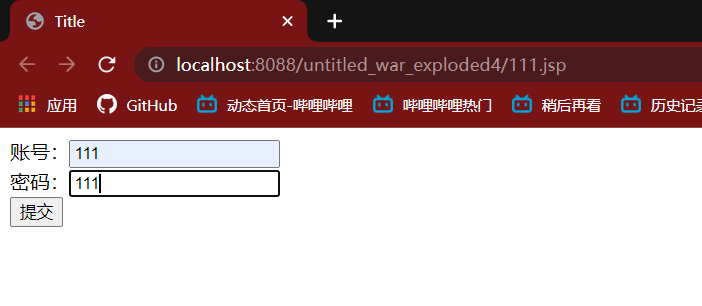 Title
localhost:8088/untitled_war_exploded4/111.jsp
应用 GitHub 动态首页-哔哩哔哩 哔哩哔哩热门 稍后再看 历史记录
账号：111
密码：111
提交